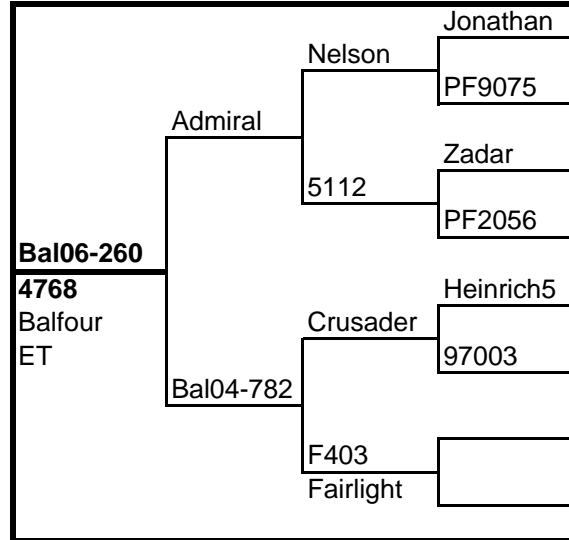 Jonathan
Nelson
PF9075
Admiral
Zadar
5112
PF2056
Bal06-260
4768
Balfour
ET
Heinrich5
Crusader
97003
Bal04-782
F403
Fairlight